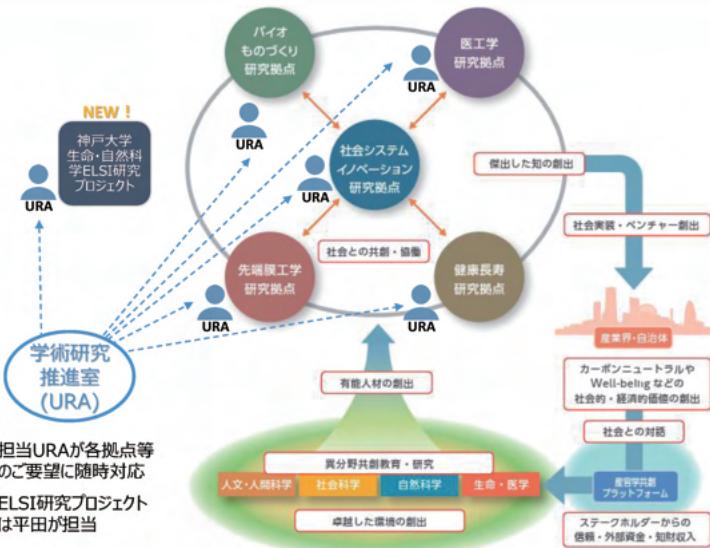 バイオ
ものづくり
研究拠点
医工学
研究拠点
URA
URA
NEW！
神戸大学
生命・自然科
学ELSI研究
プロジェクト
URA
社会システム
イノベーション
研究拠点
URA
傑出した知の創出
社会実装・ベンチャー創出
社会との共創・協働
先端膜工学
研究拠点
健康長寿
研究拠点
URA
URA
産業界・自治体
学術研究
推進室
(URA)
有能人材の創出
カーボンニュートラルや
Well-being などの
社会的・経済的価値の創出
社会との対話
担当URAが各拠点等
のご要望に随時対応
異分野共創教育・研究
人文・人間科学
社会科学
自然科学
生命・医学
産官学共創
プラットフォーム
ELSI研究プロジェクト
は平田が担当
卓越した環境の創出
ステークホルダーからの
信頼・外部資金・知財収入